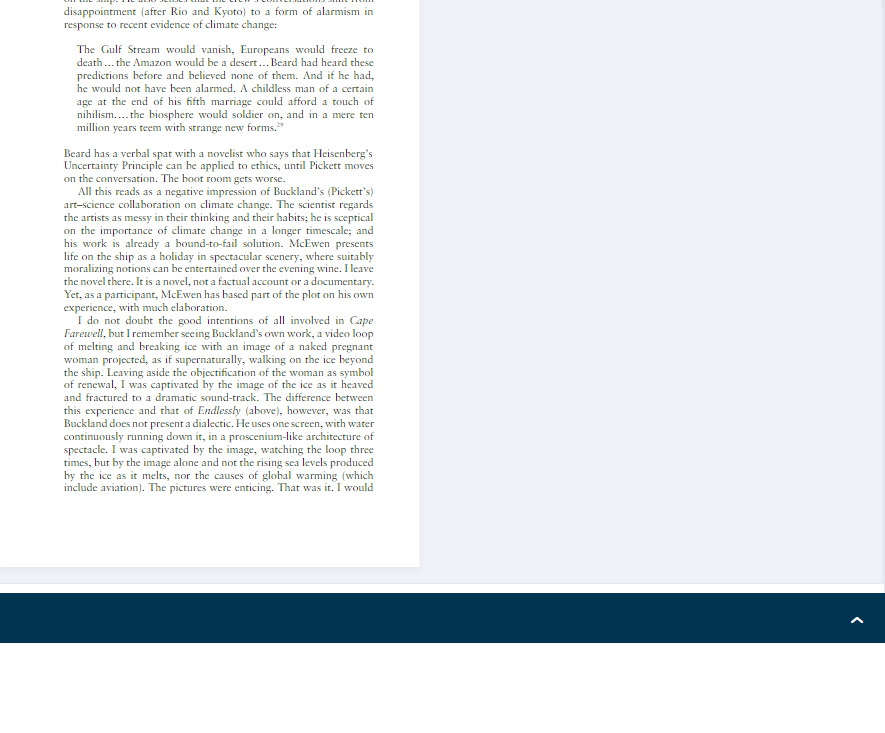 on the ship. He also senses that the crew's conversations shift from
disappointment (after Rio and Kyoto) to a form of alarmism in
response to recent evidence of climate change:
The Gulf Stream would vanish, Europeans would freeze to
death … the Amazon would be a desert … Beard had heard these
predictions before and believed none of them. And if he had,
he would not have been alarmed. A childless man of a certain
age at the end of his fifth marriage could afford a touch of
nihilism.… the biosphere would soldier on, and in a mere ten
million years teem with strange new forms.29
Beard has a verbal spat with a novelist who says that Heisenberg's
Uncertainty Principle can be applied to ethics, until Pickett moves
on the conversation. The boot room gets worse.
All this reads as a negative impression of Buckland's (Pickett's)
art–science collaboration on climate change. The scientist regards
the artists as messy in their thinking and their habits; he is sceptical
on the importance of climate change in a longer timescale; and
his work is already a bound-to-fail solution. McEwen presents
life on the ship as a holiday in spectacular scenery, where suitably
moralizing notions can be entertained over the evening wine. I leave
the novel there. It is a novel, not a factual account or a documentary.
Yet, as a participant, McEwen has based part of the plot on his own
experience, with much elaboration.
I do not doubt the good intentions of all involved in Cape
Farewell, but I remember seeing Buckland's own work, a video loop
of melting and breaking ice with an image of a naked pregnant
woman projected, as if supernaturally, walking on the ice beyond
the ship. Leaving aside the objectification of the woman as symbol
of renewal, I was captivated by the image of the ice as it heaved
and fractured to a dramatic sound-track. The difference between
this experience and that of Endlessly (above), however, was that
Buckland does not present a dialectic. He uses one screen, with water
continuously running down it, in a proscenium-like architecture of
spectacle. I was captivated by the image, watching the loop three
times, but by the image alone and not the rising sea levels produced
by the ice as it melts, nor the causes of global warming (which
include aviation). The pictures were enticing. That was it. I would